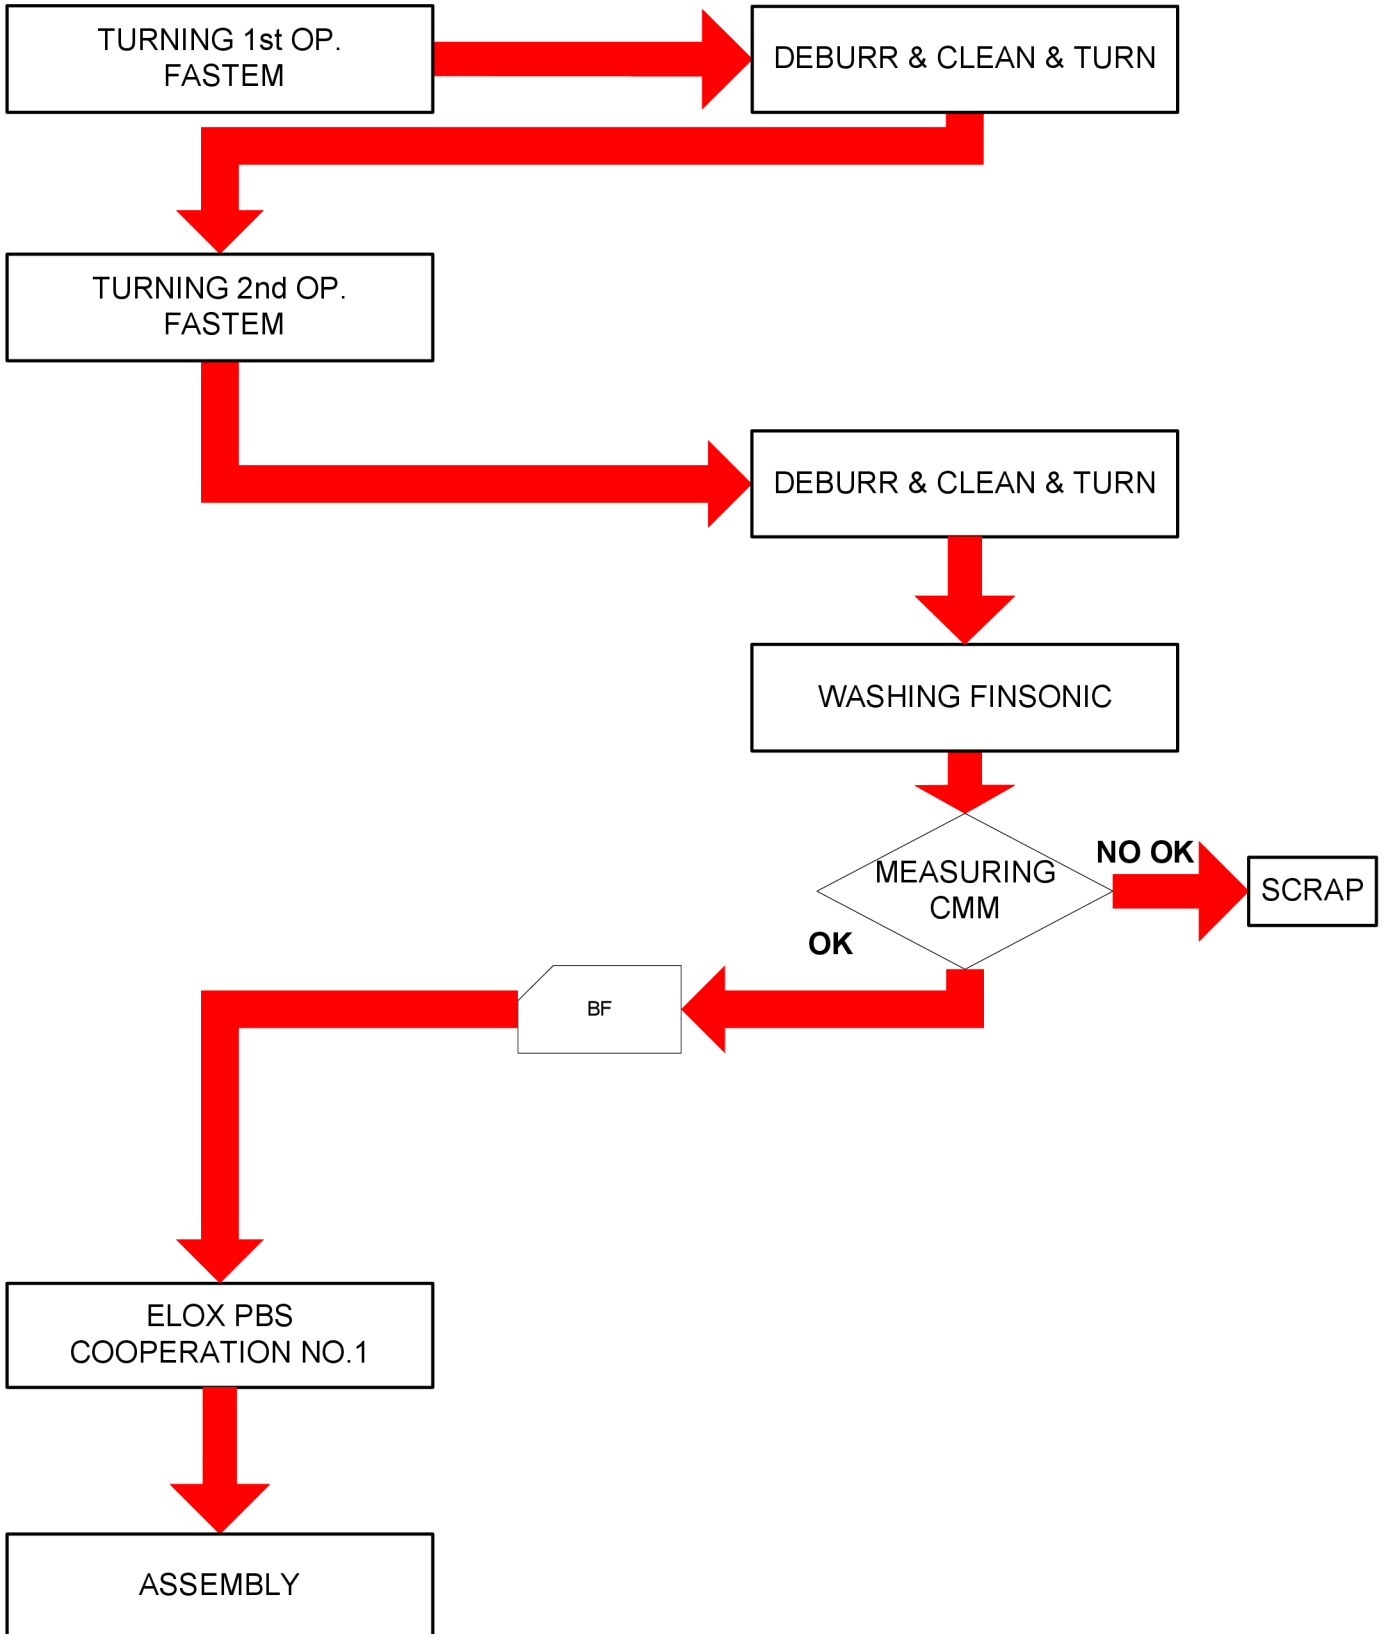 TURNING 1st OP.
FASTEM
DEBURR & CLEAN & TURN
TURNING 2nd OP.
FASTEM
DEBURR & CLEAN & TURN
WASHING FINSONIC
MEASURING
CMM
NO OK
SCRAP
OK
BF
ELOX PBS
COOPERATION NO.1
ASSEMBLY